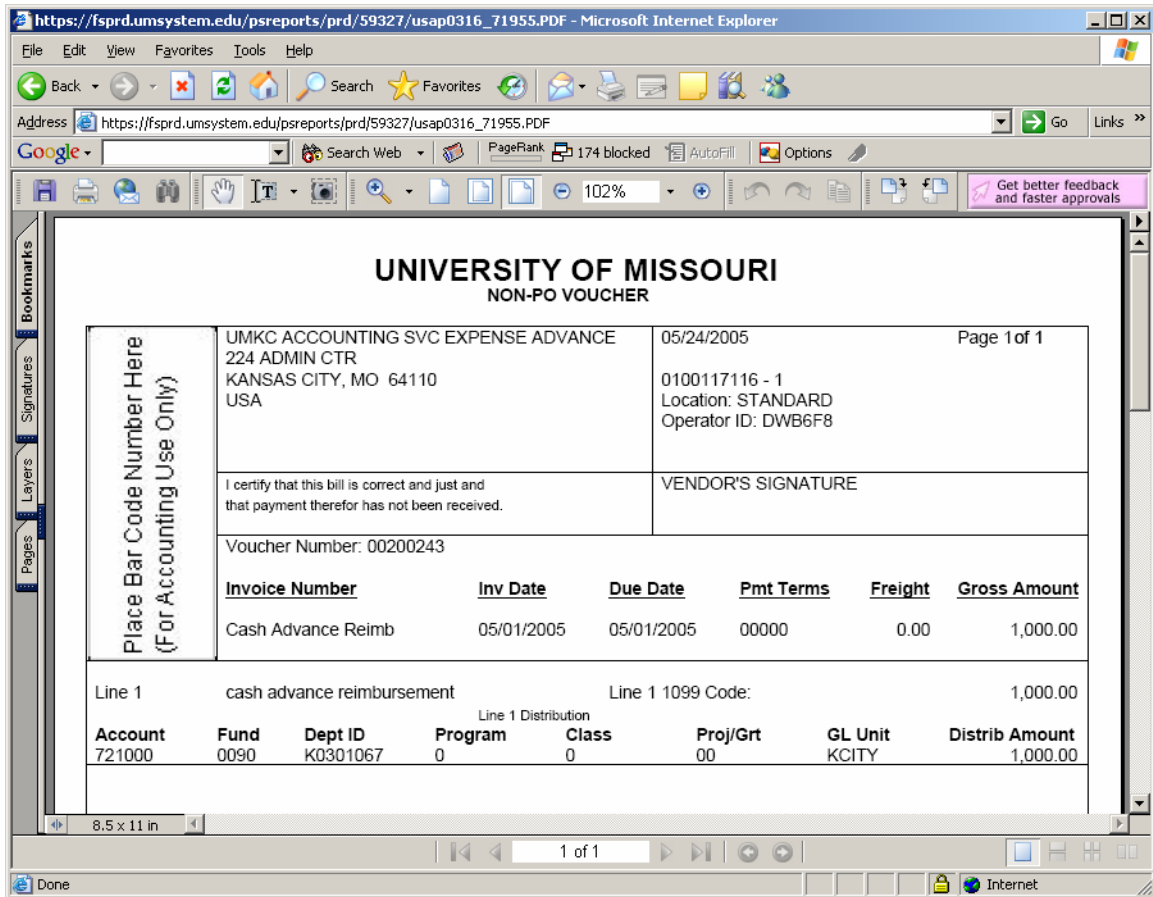 https://fsprd.umsystem.edu/psreports/prd/59327/usap0316_71955.PDF - Microsoft Internet Explorer
File Edit View Favorites Tools Help
Back Search Favorites
Address https://fsprd.umsystem.edu/psreports/prd/59327/usap0316_71955.PDF Go Links »
Google Search Web PageRank 174 blocked AutoFill Options
102% Get better feedback
and faster approvals
Bookmarks
Signatures
Layers
Pages
UNIVERSITY OF MISSOURI
NON-PO VOUCHER
Place Bar Code Number Here
(For Accounting Use Only)
UMKC ACCOUNTING SVC EXPENSE ADVANCE
224 ADMIN CTR
KANSAS CITY, MO 64110
USA
05/24/2005 Page 1 of 1
0100117116 - 1
Location: STANDARD
Operator ID: DWB6F8
I certify that this bill is correct and just and
that payment therefor has not been received.
VENDOR'S SIGNATURE
Voucher Number: 00200243
Invoice Number Inv Date Due Date Pmt Terms Freight Gross Amount
Cash Advance Reimb 05/01/2005 05/01/2005 00000 0.00 1,000.00
Line 1 cash advance reimbursement Line 1 1099 Code: 1,000.00
Line 1 Distribution
Account Fund Dept ID Program Class Proj/Grt GL Unit Distrib Amount
721000 0090 K0301067 0 0 00 KCITY 1,000.00
8.5 x 11 in
1 of 1
Done Internet